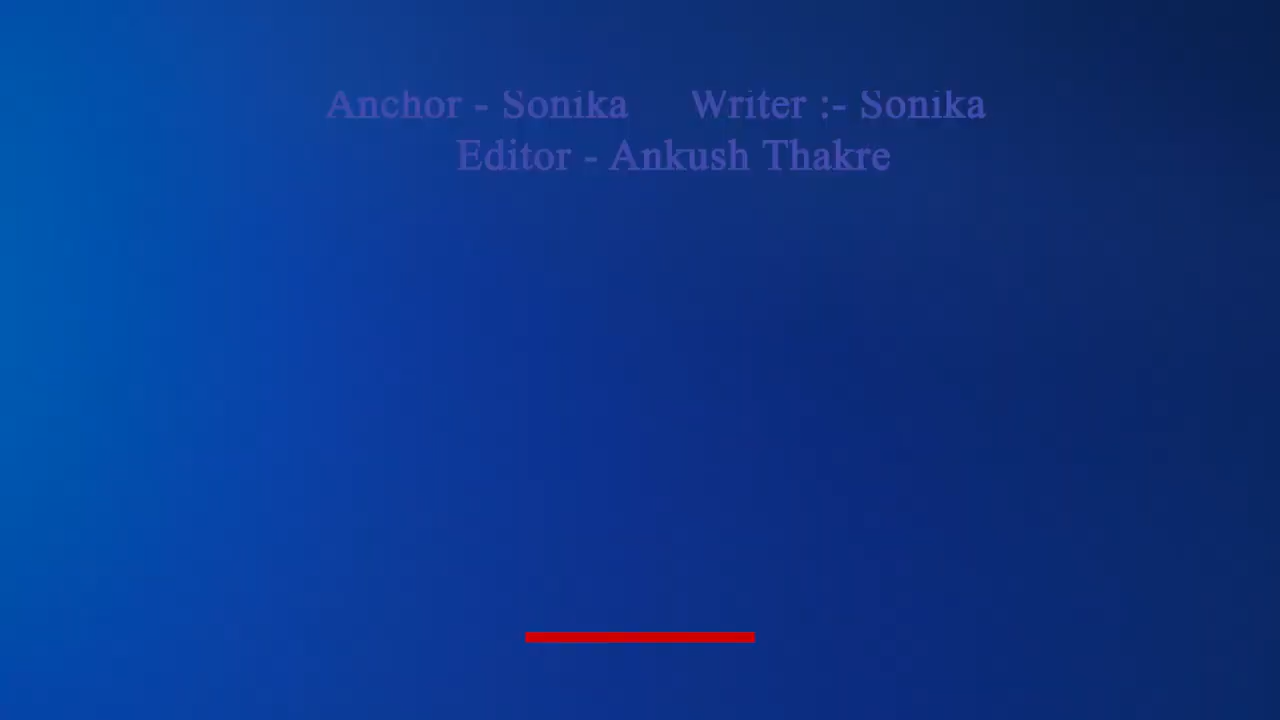 Anchor - Sonika Writer :- Sonika
Editor - Ankush Thakre